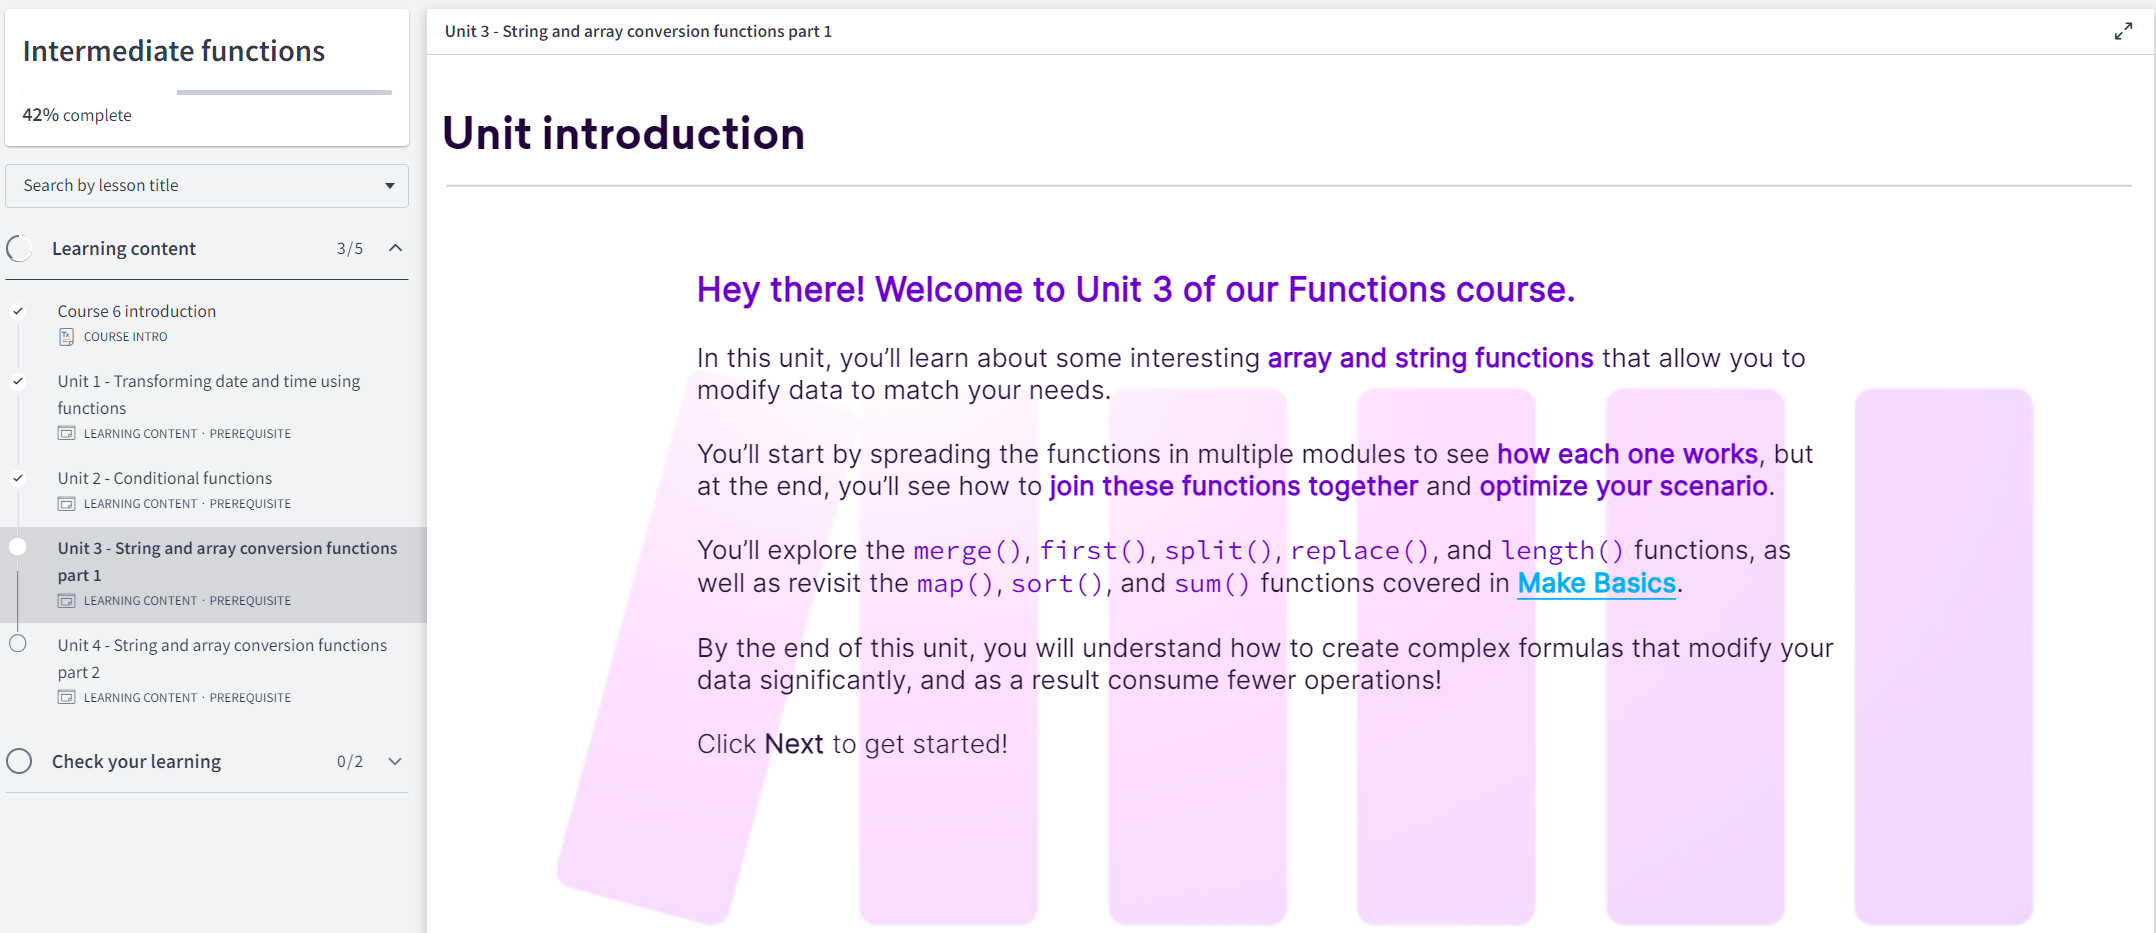 Intermediate functions
42% complete
Search by lesson title
Learning content 3/5
Course 6 introduction
COURSE INTRO
Unit 1 - Transforming date and time using
functions
LEARNING CONTENT · PREREQUISITE
Unit 2 - Conditional functions
LEARNING CONTENT · PREREQUISITE
Unit 3 - String and array conversion functions
part 1
LEARNING CONTENT · PREREQUISITE
Unit 4 - String and array conversion functions
part 2
LEARNING CONTENT · PREREQUISITE
Check your learning 0/2
Unit 3 - String and array conversion functions part 1
Unit introduction
Hey there! Welcome to Unit 3 of our Functions course.
In this unit, you’ll learn about some interesting array and string functions that allow you to
modify data to match your needs.
You’ll start by spreading the functions in multiple modules to see how each one works, but
at the end, you’ll see how to join these functions together and optimize your scenario.
You’ll explore the merge(), first(), split(), replace(), and length() functions, as
well as revisit the map(), sort(), and sum() functions covered in Make Basics.
By the end of this unit, you will understand how to create complex formulas that modify your
data significantly, and as a result consume fewer operations!
Click Next to get started!